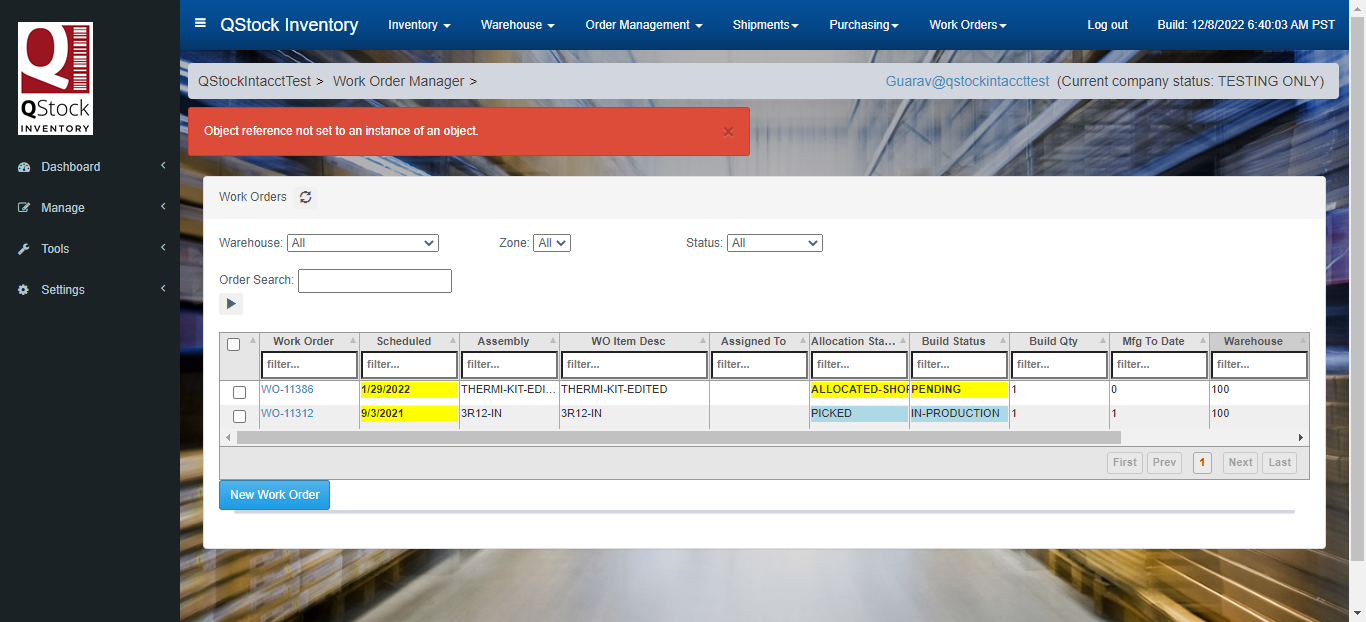 QStock Inventory Inventory Warehouse Order Management Shipments Purchasing Work Orders Log out Build: 12/8/2022 6:40:03 AM PST
QStock
INVENTORY
Dashboard
Manage
Tools
Settings
QStockIntacctTest > Work Order Manager > Guarav@qstockintaccttest (Current company status: TESTING ONLY)
Object reference not set to an instance of an object. ×
Work Orders
Warehouse: All Zone: All Status: All
Order Search:
Work Order Scheduled Assembly WO Item Desc Assigned To Allocation Sta... Build Status Build Qty Mfg To Date Warehouse
filter... filter... filter... filter... filter... filter... filter... filter... filter... filter...
WO-11386 1/29/2022 THERMI-KIT-EDI... THERMI-KIT-EDITED ALLOCATED-SHOP PENDING 1 0 100
WO-11312 9/3/2021 3R12-IN 3R12-IN PICKED IN-PRODUCTION 1 1 100
First Prev 1 Next Last
New Work Order